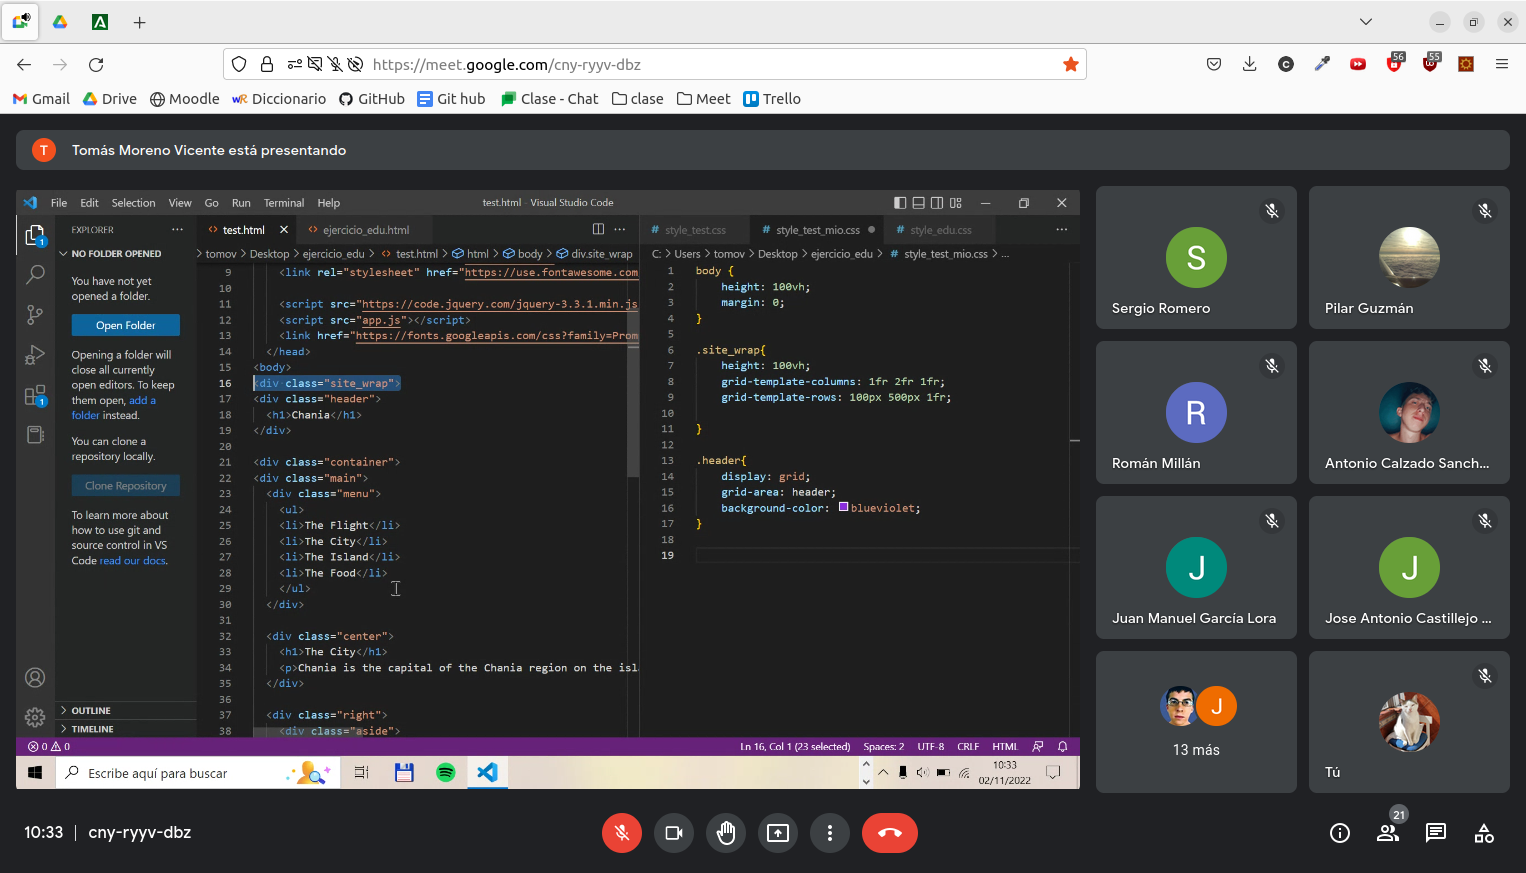 https://meet.google.com/cny-ryyv-dbz
56
55
Gmail
Drive
Moodle
Diccionario
GitHub
Git hub
Clase - Chat
clase
Meet
Trello
T
Tomás Moreno Vicente está presentando
File Edit Selection View Go Run Terminal Help
test.html - Visual Studio Code
EXPLORER
NO FOLDER OPENED
You have not yet
opened a folder.
Open Folder
Opening a folder will
close all currently
open editors. To keep
them open, add a
folder instead.
You can clone a
repository locally.
Clone Repository
To learn more about
how to use git and
source control in VS
Code read our docs.
OUTLINE
TIMELINE
1
1
test.html
ejercicio_edu.html
> tomov > Desktop > ejercicio_edu > test.html > html > body > div.site_wrap
9 <link rel="stylesheet" href="https://use.fontawesome.com
10
11 <script src="https://code.jquery.com/jquery-3.3.1.min.js
12 <script src="app.js"></script>
13 <link href="https://fonts.googleapis.com/css?family=Prom
14 </head>
15 <body>
16 <div class="site_wrap">
17 <div class="header">
18 <h1>Chania</h1>
19 </div>
20
21 <div class="container">
22 <div class="main">
23 <div class="menu">
24 <ul>
25 <li>The Flight</li>
26 <li>The City</li>
27 <li>The Island</li>
28 <li>The Food</li>
29 </ul>
30 </div>
31
32 <div class="center">
33 <h1>The City</h1>
34 <p>Chania is the capital of the Chania region on the isl
35 </div>
36
37 <div class="right">
38 <div class="aside">
# style_test.css
# style_test_mio.css
# style_edu.css
C: > Users > tomov > Desktop > ejercicio_edu > # style_test_mio.css > ...
1 body {
2 height: 100vh;
3 margin: 0;
4 }
5
6 .site_wrap{
7 height: 100vh;
8 grid-template-columns: 1fr 2fr 1fr;
9 grid-template-rows: 100px 500px 1fr;
10
11 }
12
13 .header{
14 display: grid;
15 grid-area: header;
16 background-color: blueviolet;
17 }
18
19
0 0
Ln 16, Col 1 (23 selected) Spaces: 2 UTF-8 CRLF HTML
Escribe aquí para buscar
10:33
02/11/2022
S
Sergio Romero
Pilar Guzmán
R
Román Millán
Antonio Calzado Sanch...
J
Juan Manuel García Lora
J
Jose Antonio Castillejo ...
J
13 más
Tú
10:33 | cny-ryyv-dbz
21